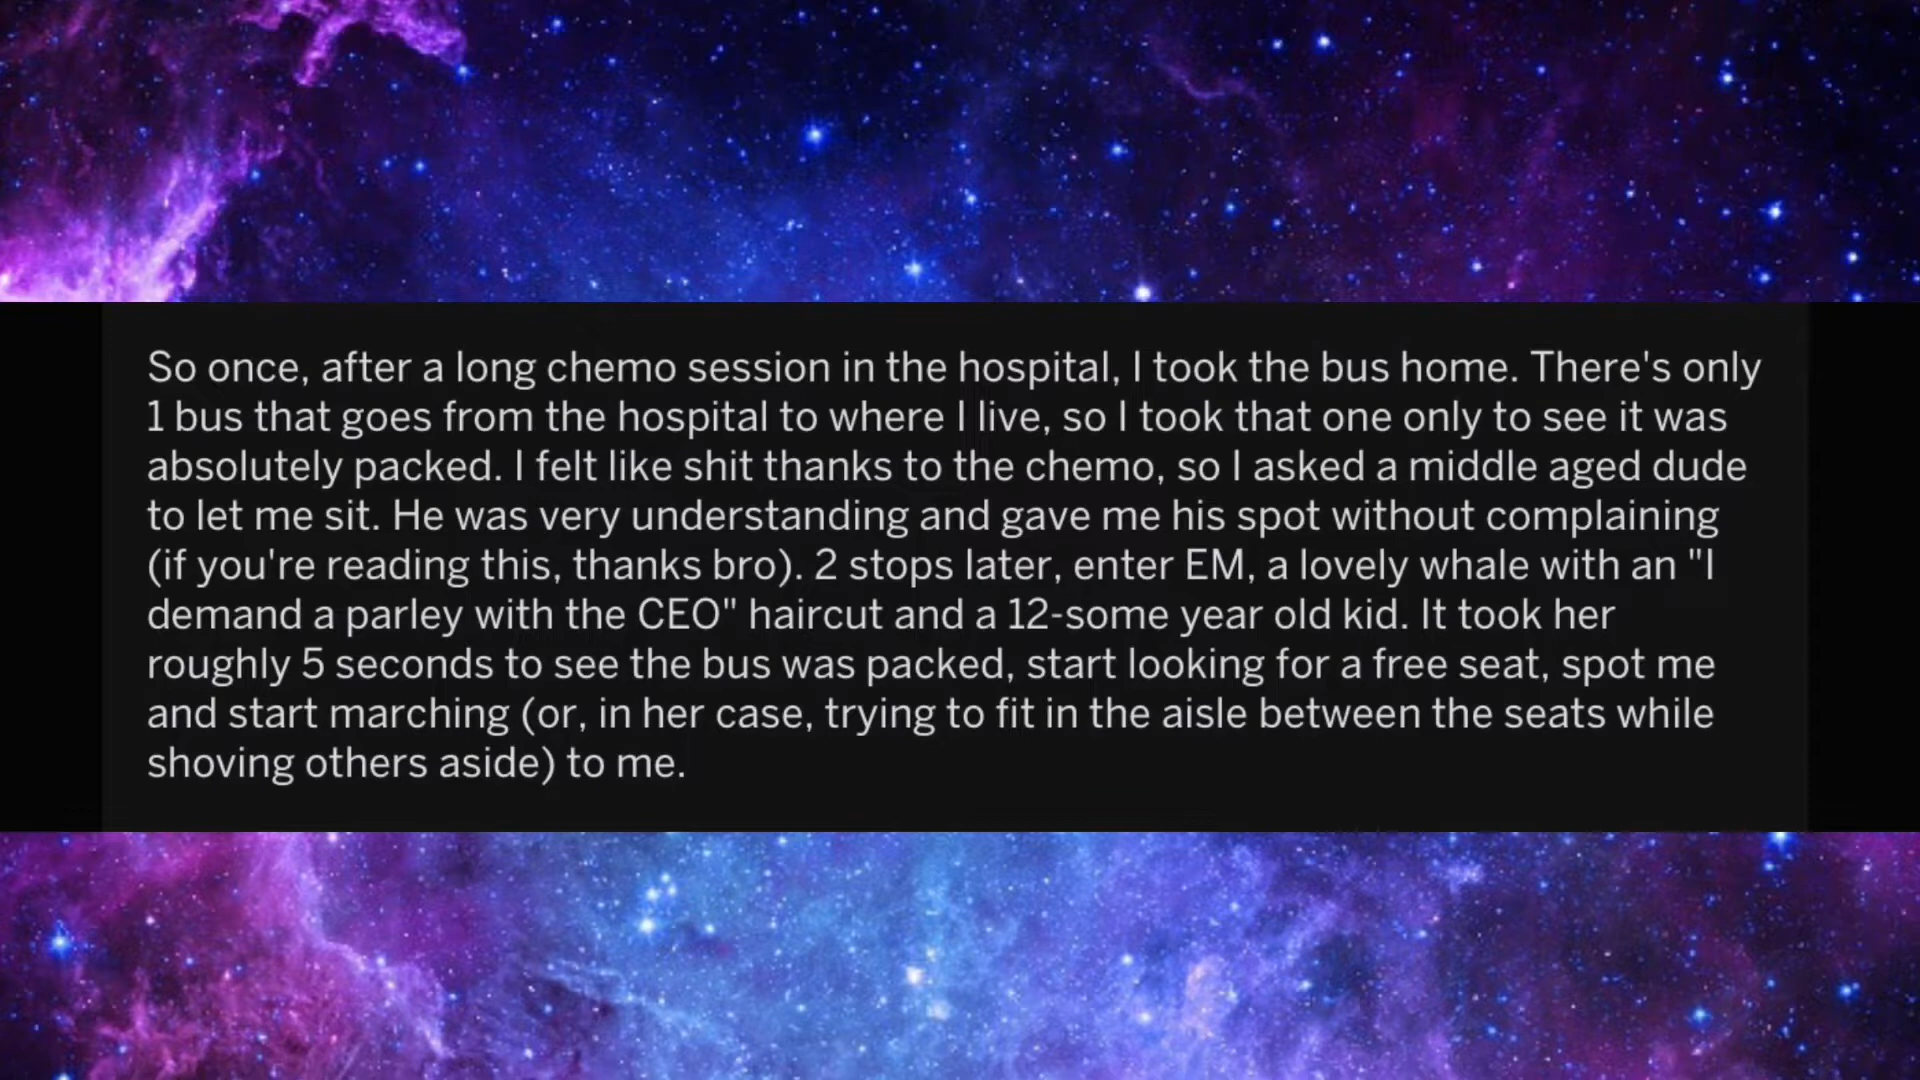 So once, after a long chemo session in the hospital, I took the bus home. There's only
1 bus that goes from the hospital to where I live, so I took that one only to see it was
absolutely packed. I felt like shit thanks to the chemo, so I asked a middle aged dude
to let me sit. He was very understanding and gave me his spot without complaining
(if you're reading this, thanks bro). 2 stops later, enter EM, a lovely whale with an "I
demand a parley with the CEO" haircut and a 12-some year old kid. It took her
roughly 5 seconds to see the bus was packed, start looking for a free seat, spot me
and start marching (or, in her case, trying to fit in the aisle between the seats while
shoving others aside) to me.